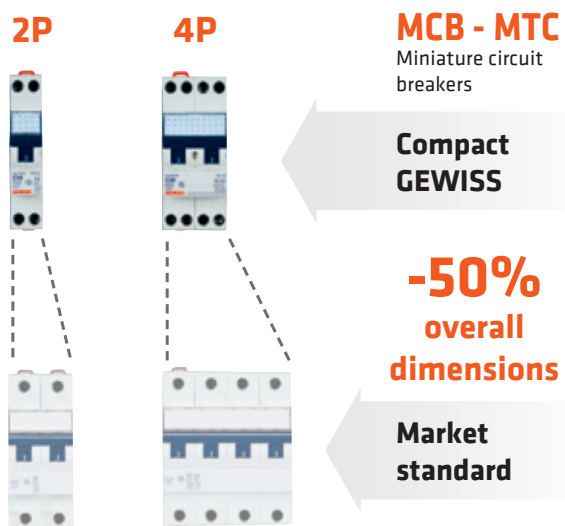 2P
4P
MCB - MTC
Miniature circuit
breakers
Compact
GEWISS
-50%
overall
dimensions
Market
standard